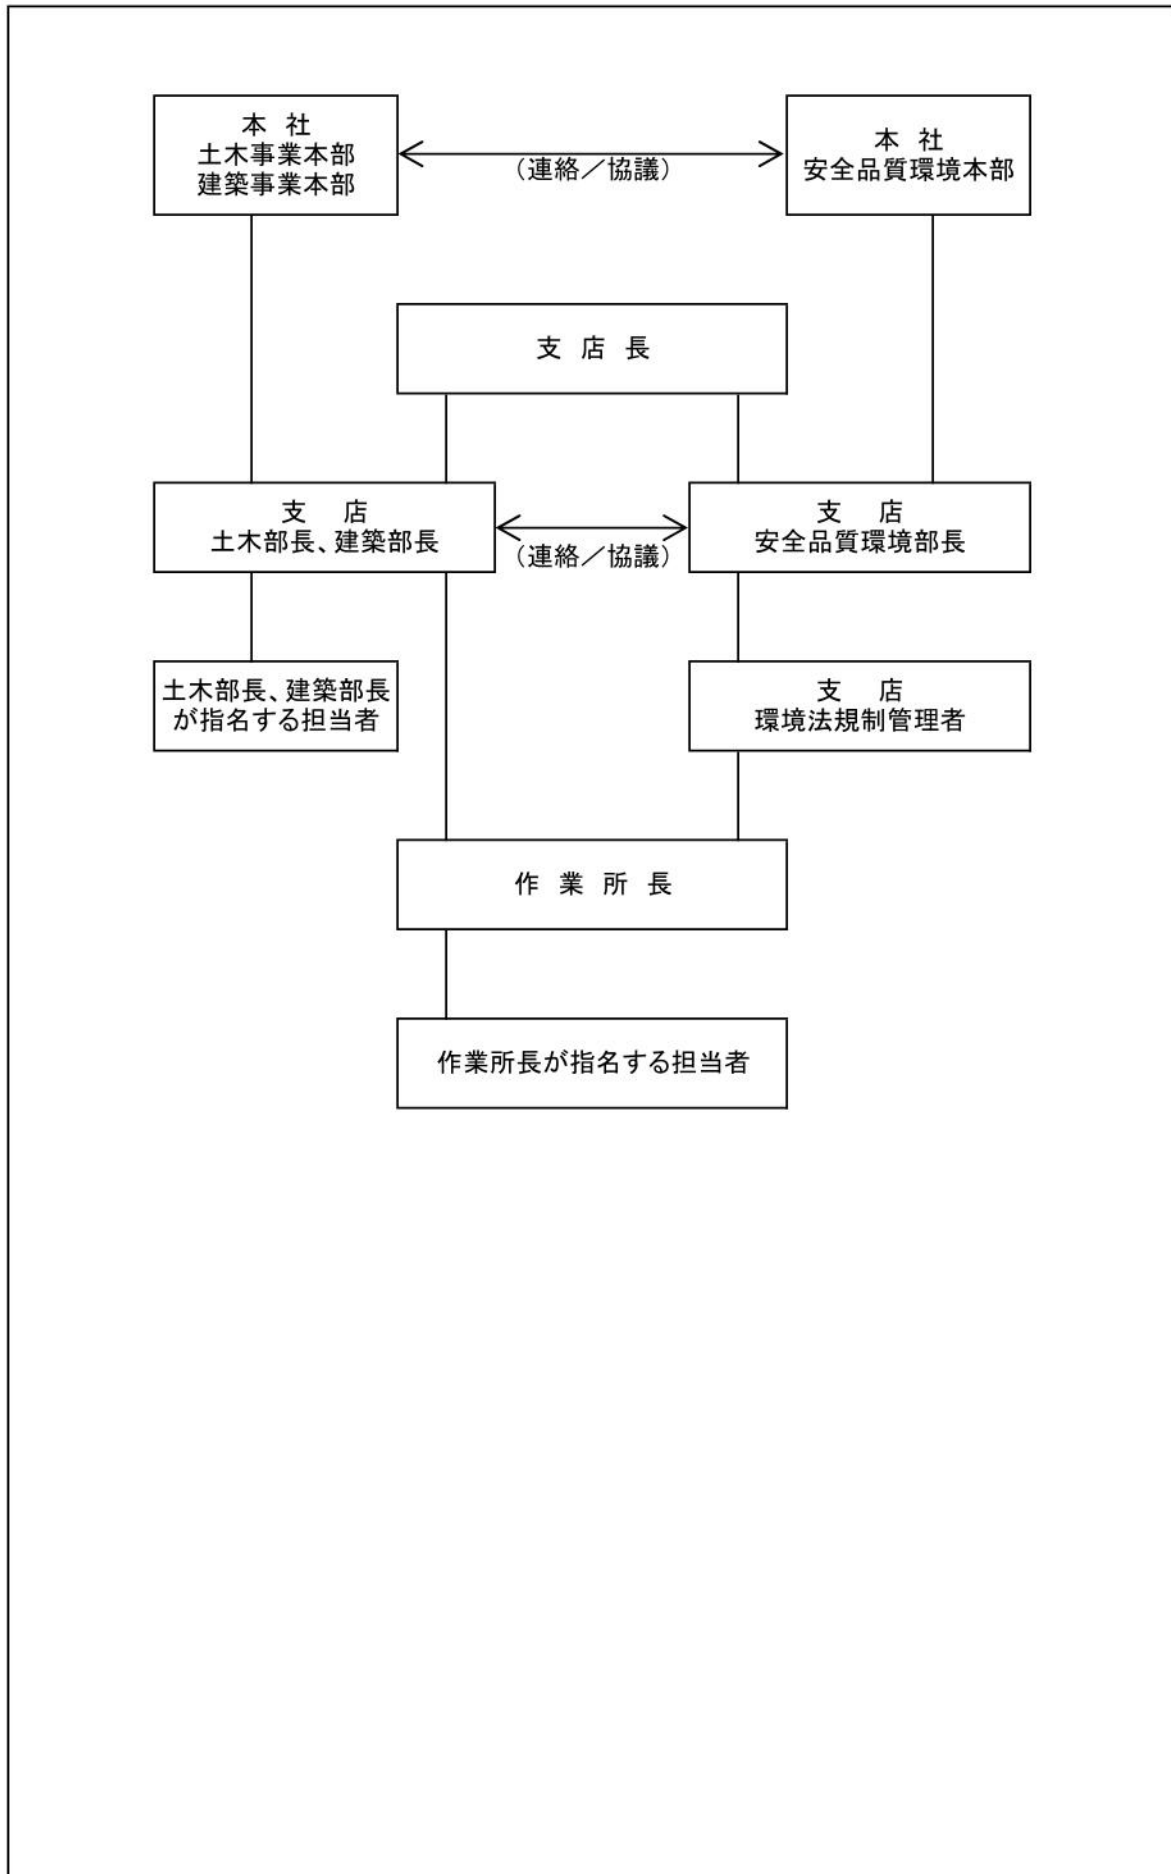 本 社
土木事業本部
建築事業本部
(連絡/協議)
本 社
安全品質環境本部
支 店 長
支 店
土木部長、建築部長
(連絡/協議)
支 店
安全品質環境部長
土木部長、建築部長
が指名する担当者
支 店
環境法規制管理者
作 業 所 長
作業所長が指名する担当者